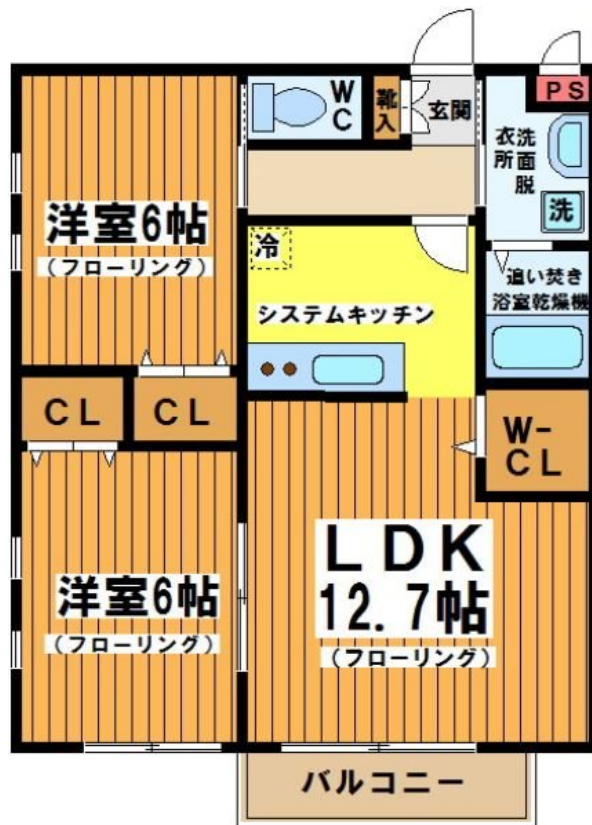 WC
靴入
玄関
PS
洗面脱衣所
洗
洋室6帖
(フローリング)
冷
システムキッチン
追い焚き
浴室乾燥機
CL
CL
W-
CL
LDK
12.7帖
(フローリング)
洋室6帖
(フローリング)
バルコニー